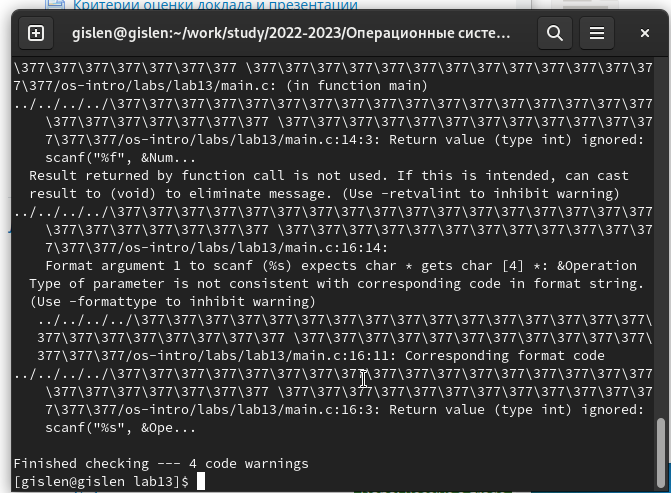 Критерии оценки доклада и презентации
gislen@gislen:~/work/study/2022-2023/Операционные систе...
\377\377\377\377\377\377\377 \377\377\377\377\377\377\377\377\377\377\377\377\37
7\377/os-intro/labs/lab13/main.c: (in function main)
../../../../\377\377\377\377\377\377\377\377\377\377\377\377\377\377\377\377\377
\377\377\377\377\377\377\377 \377\377\377\377\377\377\377\377\377\377\377\37
7\377\377/os-intro/labs/lab13/main.c:14:3: Return value (type int) ignored:
scanf("%f", &Num...
Result returned by function call is not used. If this is intended, can cast
result to (void) to eliminate message. (Use -retvalint to inhibit warning)
../../../../\377\377\377\377\377\377\377\377\377\377\377\377\377\377\377\377\377
\377\377\377\377\377\377\377 \377\377\377\377\377\377\377\377\377\377\377\37
7\377\377/os-intro/labs/lab13/main.c:16:14:
Format argument 1 to scanf (%s) expects char * gets char [4] *: &Operation
Type of parameter is not consistent with corresponding code in format string.
(Use -formattype to inhibit warning)
../../../../\377\377\377\377\377\377\377\377\377\377\377\377\377\377\377\377\
377\377\377\377\377\377\377\377 \377\377\377\377\377\377\377\377\377\377\377\
377\377\377/os-intro/labs/lab13/main.c:16:11: Corresponding format code
../../../../\377\377\377\377\377\377\377\377\377\377\377\377\377\377\377\377\377
\377\377\377\377\377\377\377 \377\377\377\377\377\377\377\377\377\377\377\37
7\377\377/os-intro/labs/lab13/main.c:16:3: Return value (type int) ignored:
scanf("%s", &Ope...
Finished checking --- 4 code warnings
[gislen@gislen lab13]$